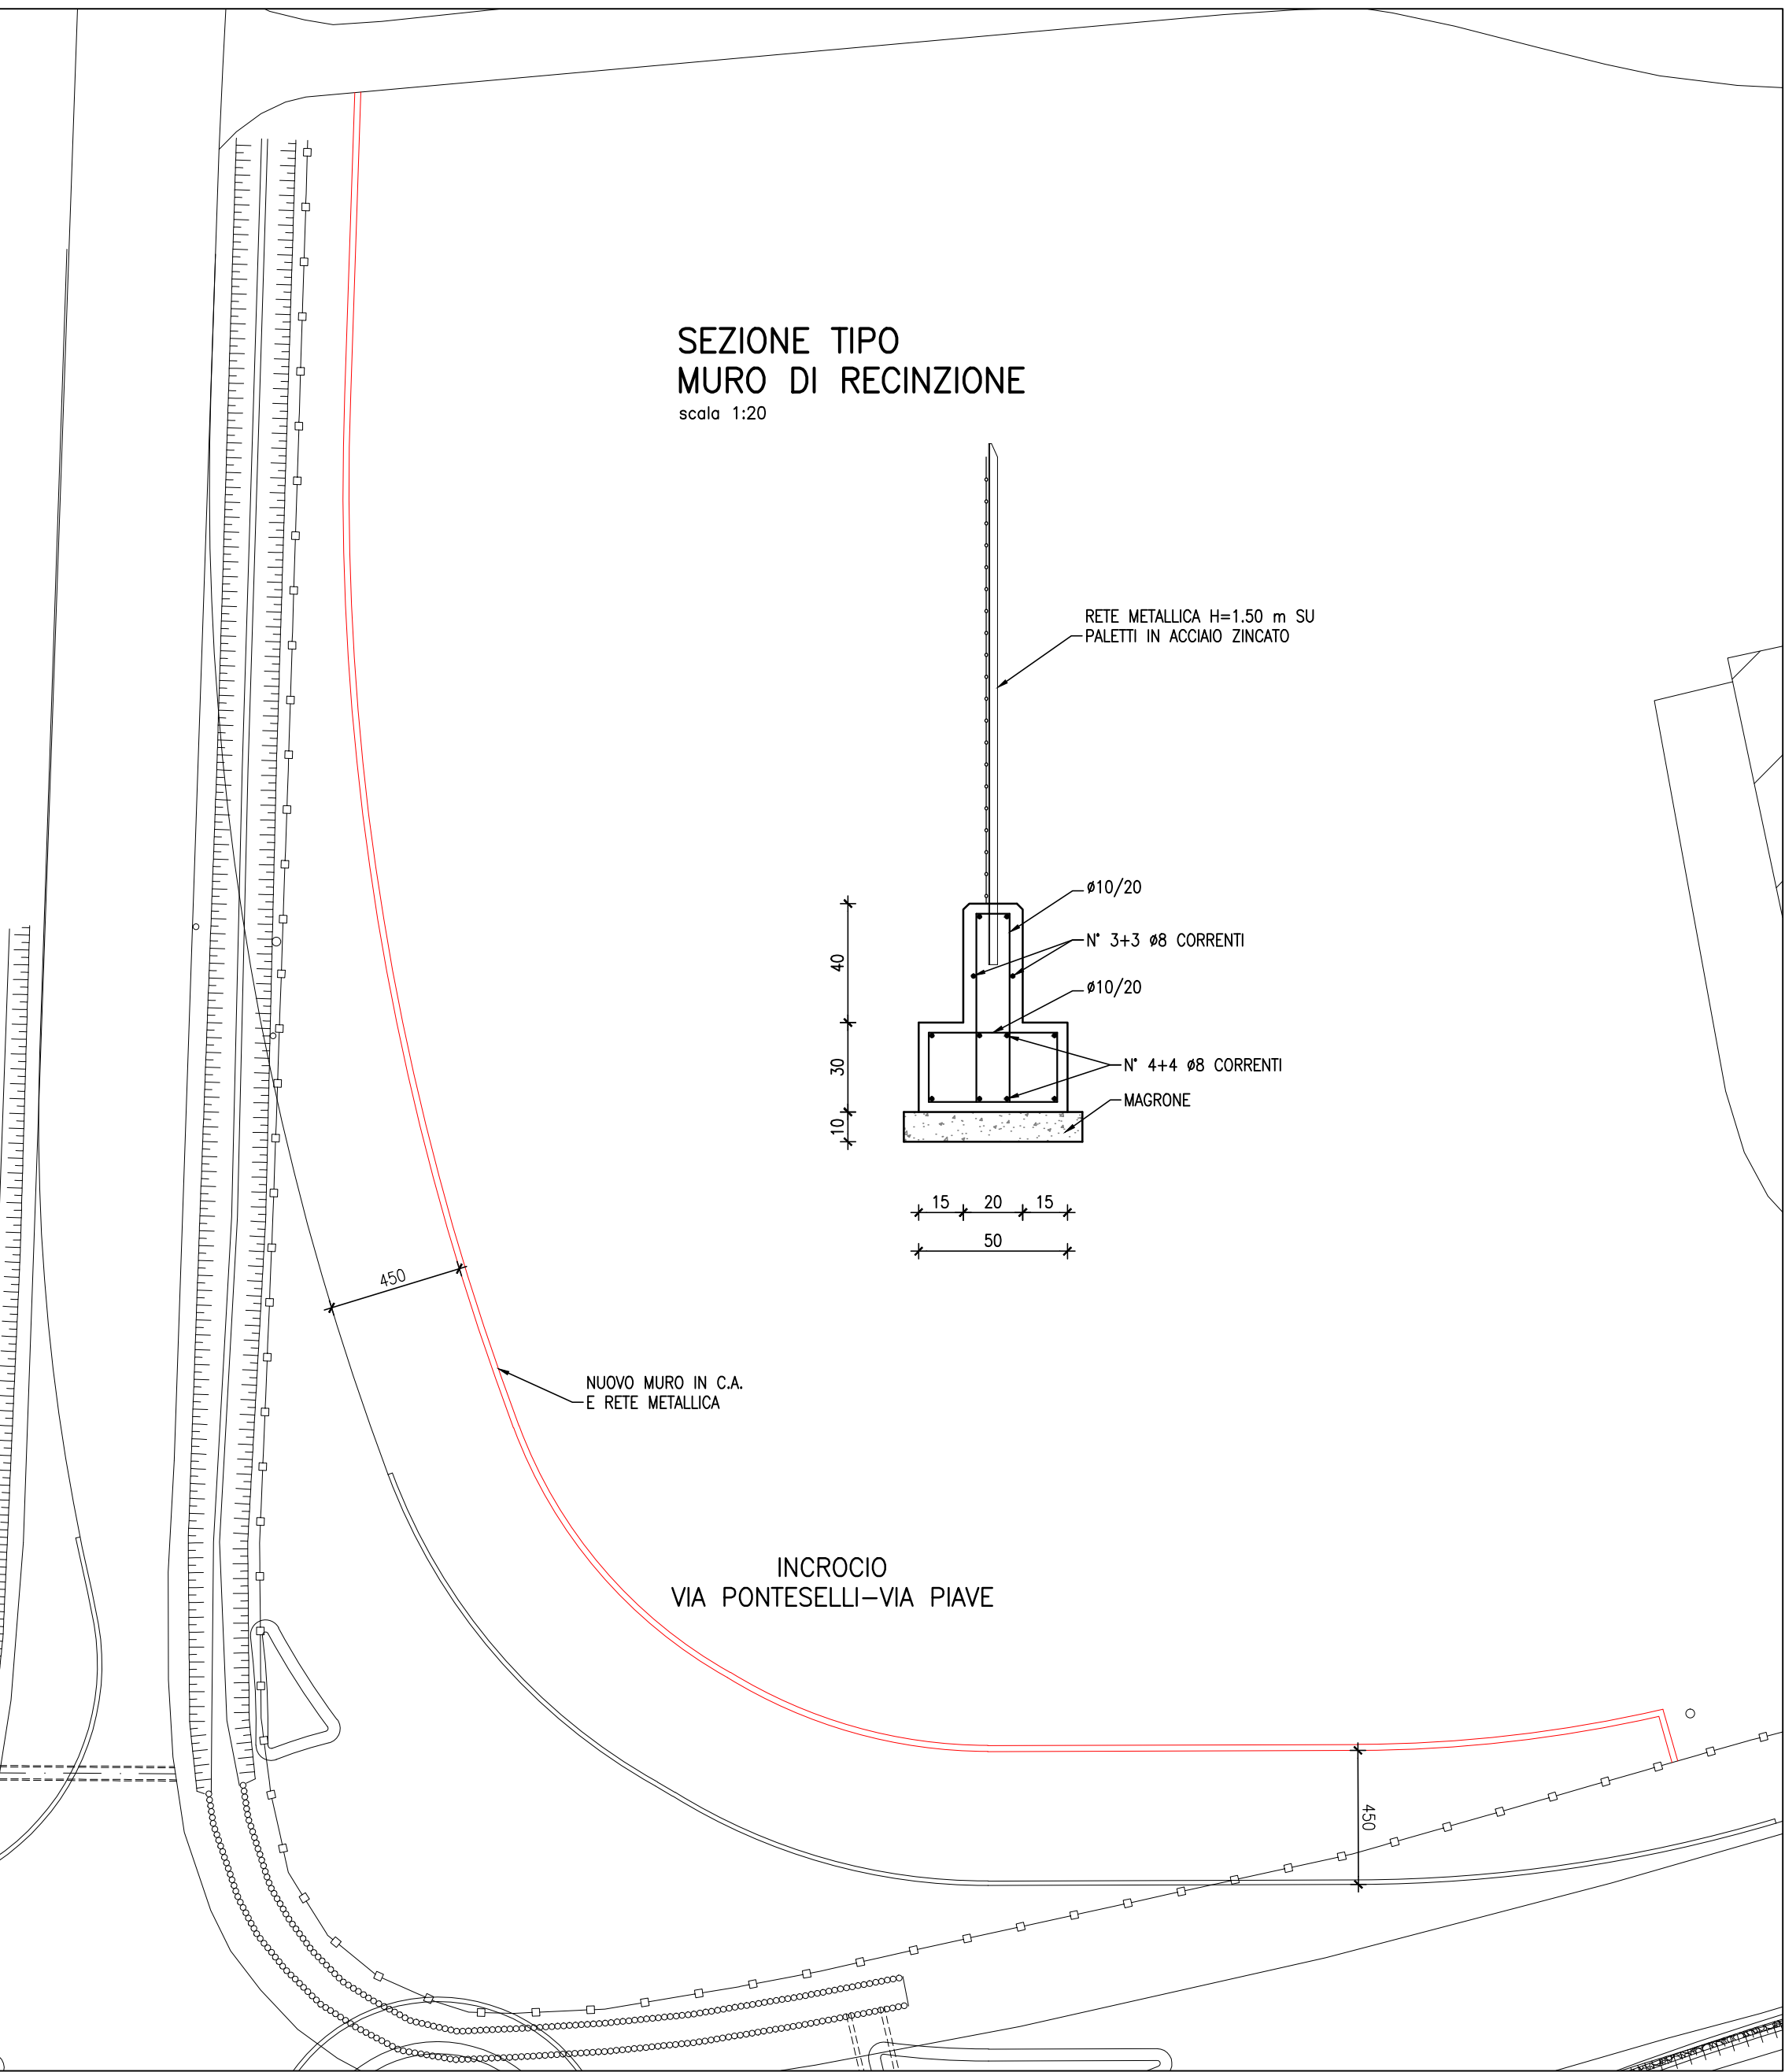 SEZIONE TIPO
MURO DI RECINZIONE
scala 1:20
RETE METALLICA H=1.50 m SU
PALETTI IN ACCIAIO ZINCATO
ø10/20
N° 3+3 ø8 CORRENTI
ø10/20
N° 4+4 ø8 CORRENTI
MAGRONE
40
30
10
15 20 15
50
450
NUOVO MURO IN C.A.
E RETE METALLICA
INCROCIO
VIA PONTESELLI-VIA PIAVE
450